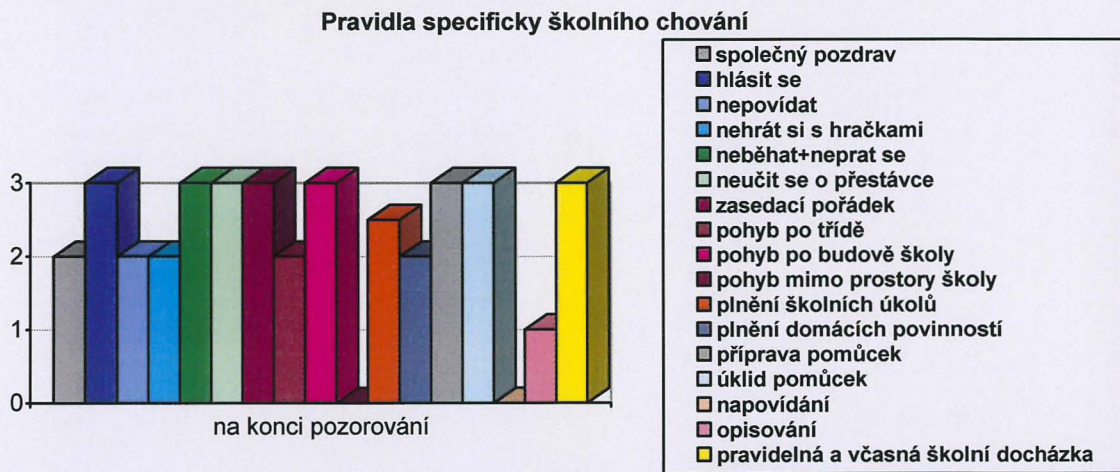 Pravidla specificky školního chování
3
2
1
0
na konci pozorování
společný pozdrav
hlásit se
nepovídat
nehrát si s hračkami
neběhat+neprat se
neučit se o přestávce
zasedací pořádek
pohyb po třídě
pohyb po budově školy
pohyb mimo prostory školy
plnění školních úkolů
plnění domácích povinností
příprava pomůcek
úklid pomůcek
napovídání
opisování
pravidelná a včasná školní docházka